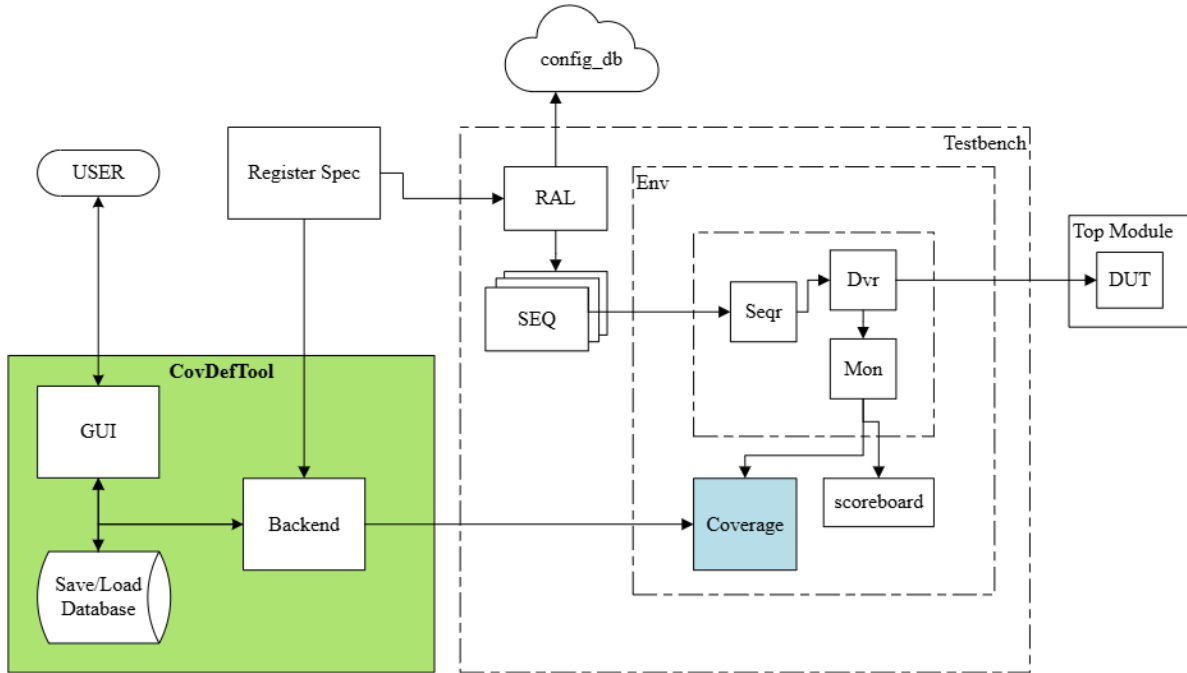 config_db
Testbench
Register Spec
USER
RAL
Env
Top Module
DUT
Dvr
Seqr
SEQ
Mon
CovDefTool
GUI
Backend
Coverage
scoreboard
Save/Load
Database